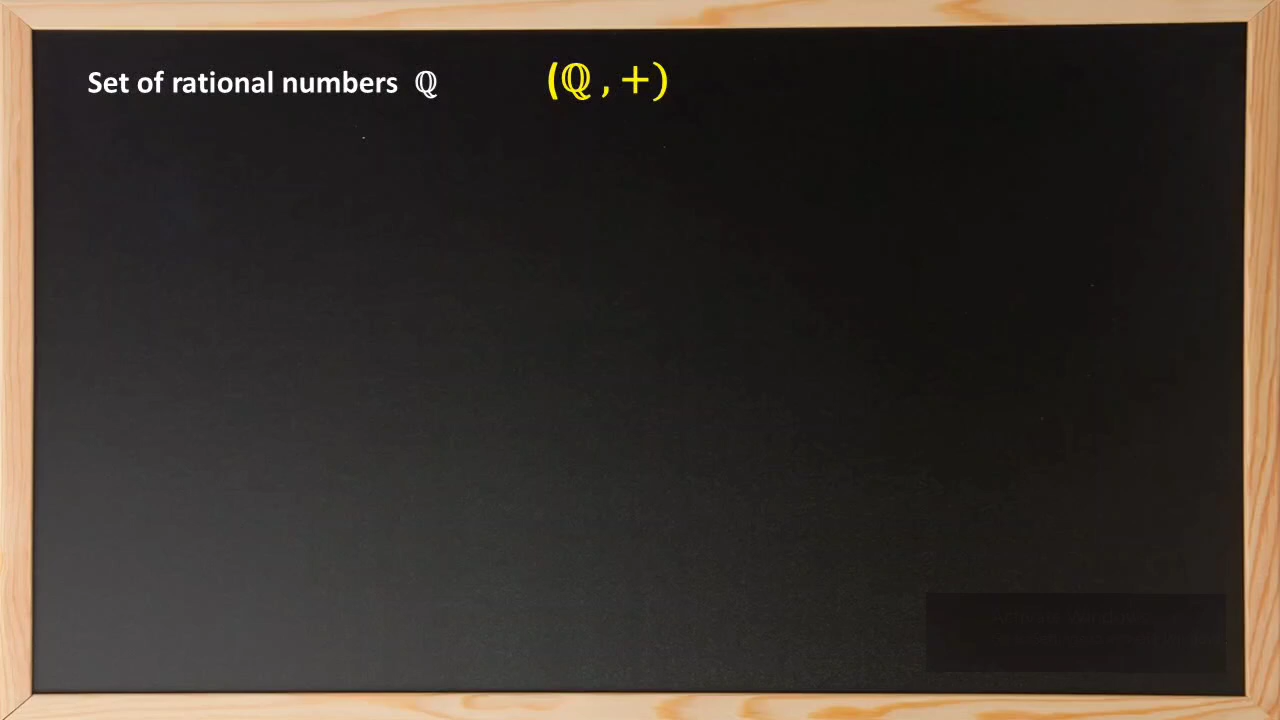 Set of rational numbers ℚ (ℚ , +)